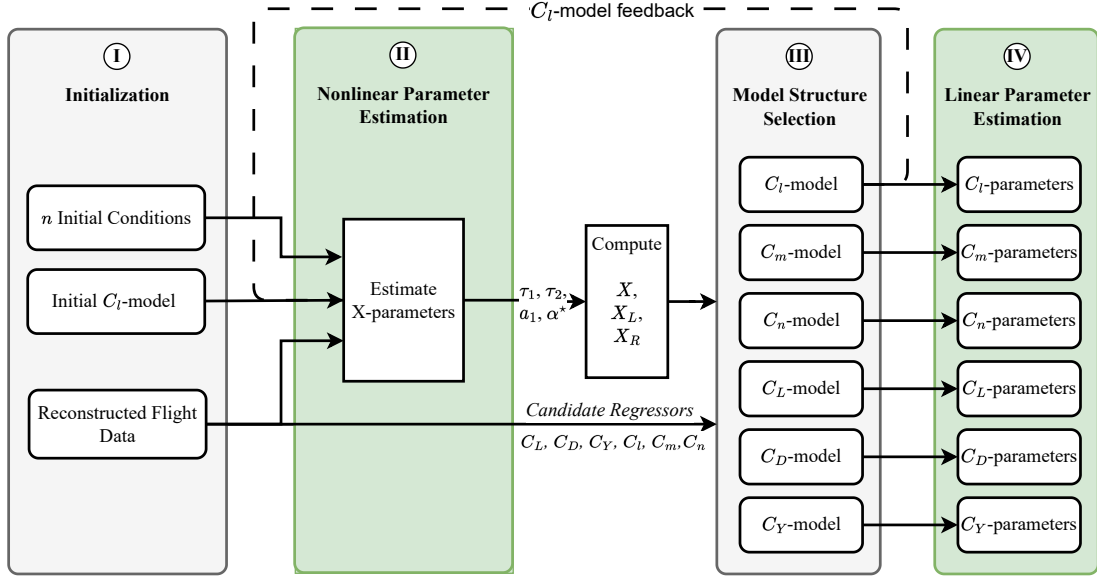 C_l-model feedback
I
Initialization
n Initial Conditions
Initial C_l-model
Reconstructed Flight
Data
II
Nonlinear Parameter
Estimation
Estimate
X-parameters
τ_1, τ_2,
a_1, α*
Compute
X,
X_L,
X_R
Candidate Regressors
C_L, C_D, C_Y, C_l, C_m, C_n
III
Model Structure
Selection
C_l-model
C_m-model
C_n-model
C_L-model
C_D-model
C_Y-model
IV
Linear Parameter
Estimation
C_l-parameters
C_m-parameters
C_n-parameters
C_L-parameters
C_D-parameters
C_Y-parameters